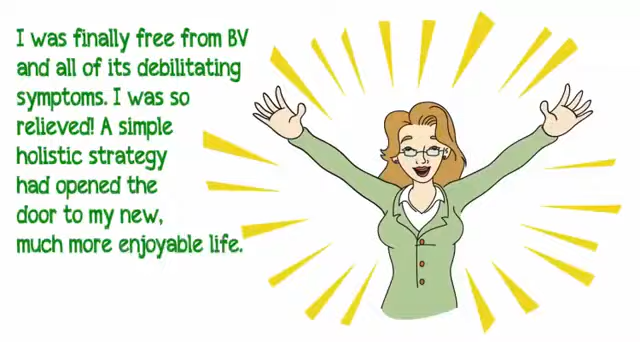 I was finally free from BV
and all of its debilitating
symptoms. I was so
relieved! A simple
holistic strategy
had opened the
door to my new,
much more enjoyable life.